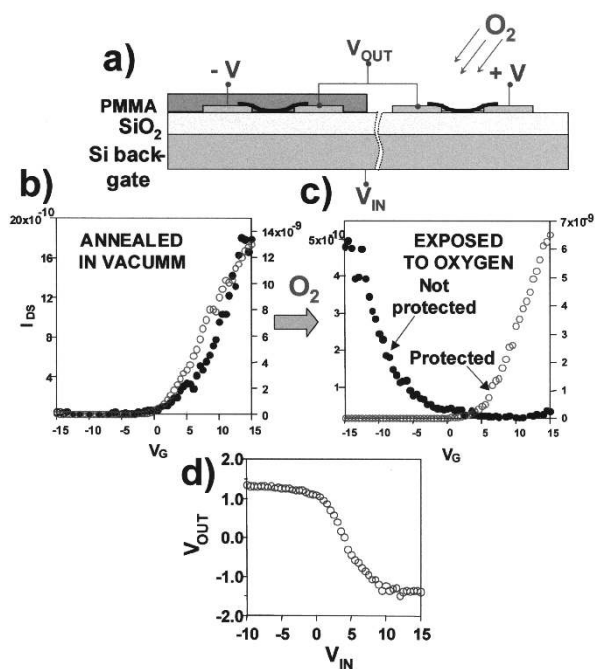 a)
V_OUT
O₂
- V
+ V
PMMA
SiO₂
Si back-
gate
V_IN
b)
20x10⁻¹⁰
16
12
8
4
I_DS
ANNEALED
IN VACUMM
14x10⁻⁹
12
10
8
6
4
2
0
-15 -10 -5 0 5 10 15
V_G
O₂
c)
5x10
4
3
2
1
EXPOSED
TO OXYGEN
Not
protected
Protected
7x10⁻⁹
6
5
4
3
2
1
0
-15 -10 -5 0 5 10 15
V_G
d)
2.0
1.0
0.0
-1.0
-2.0
V_OUT
-10 -5 0 5 10 15
V_IN